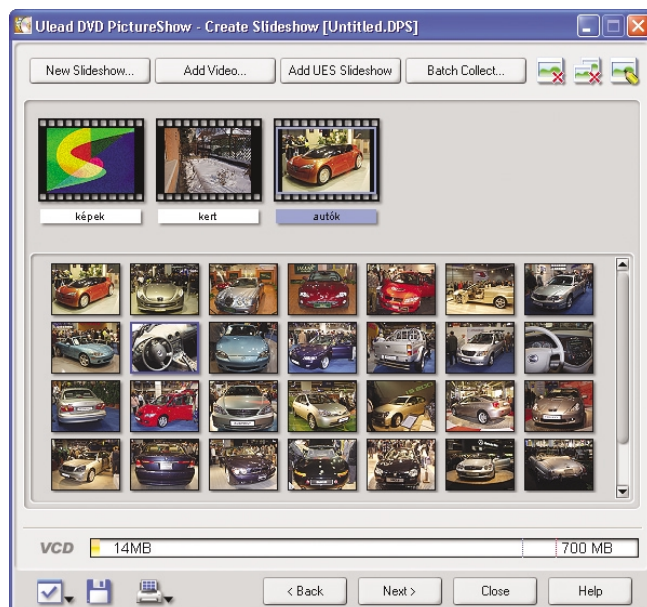 Ulead DVD PictureShow - Create Slideshow [Untitled.DPS]
New Slideshow... Add Video... Add UES Slideshow Batch Collect...
képek kert autók
VCD 14MB 700 MB
< Back Next > Close Help